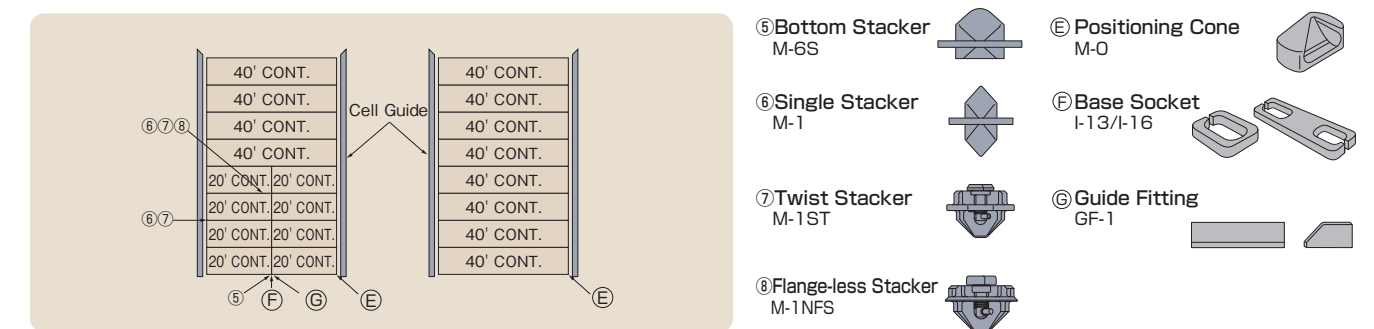 40' CONT.
40' CONT.
40' CONT.
40' CONT.
20' CONT. 20' CONT.
20' CONT. 20' CONT.
20' CONT. 20' CONT.
20' CONT. 20' CONT.
⑥⑦⑧
⑥⑦
⑤ Ⓕ Ⓖ Ⓔ
Cell Guide
40' CONT.
40' CONT.
40' CONT.
40' CONT.
40' CONT.
40' CONT.
40' CONT.
40' CONT.
Ⓔ
⑤Bottom Stacker
M-6S
⑥Single Stacker
M-1
⑦Twist Stacker
M-1ST
⑧Flange-less Stacker
M-1NFS
Ⓔ Positioning Cone
M-0
Ⓕ Base Socket
I-13/I-16
Ⓖ Guide Fitting
GF-1